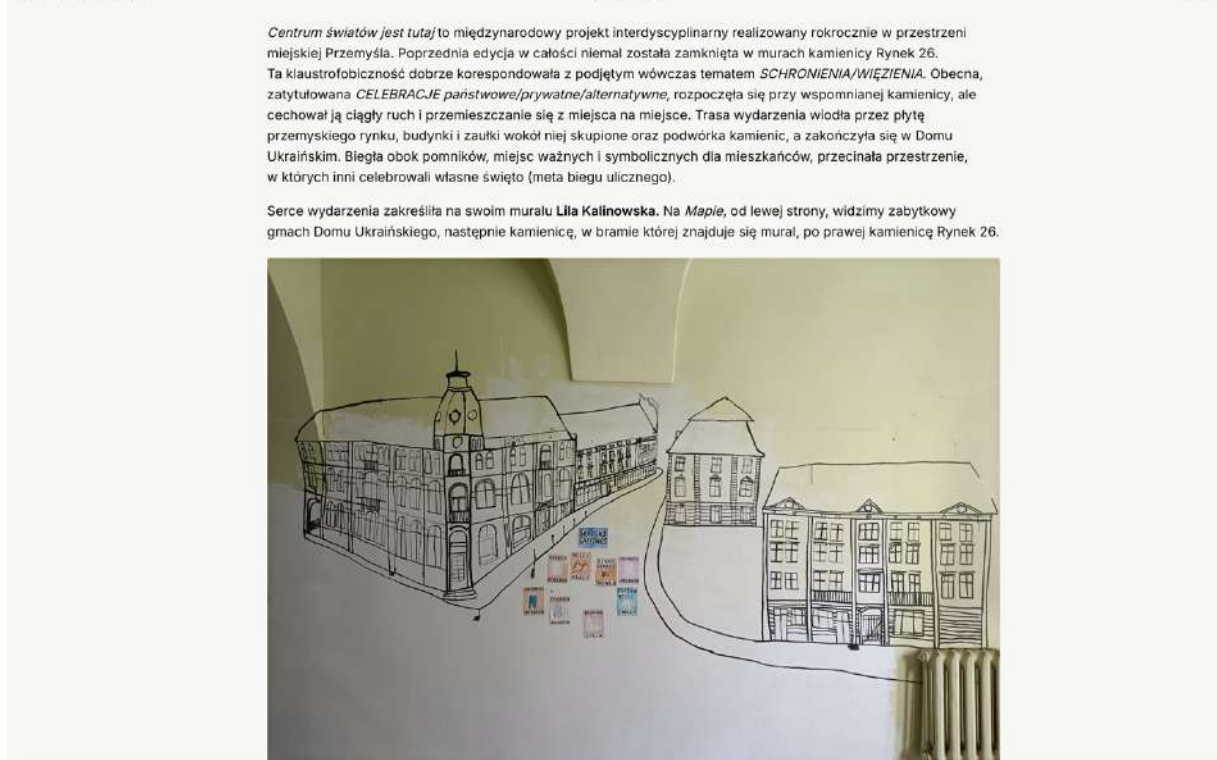 Centrum światów jest tutaj to międzynarodowy projekt interdyscyplinarny realizowany rokrocznie w przestrzeni
miejskiej Przemyśla. Poprzednia edycja w całości niemal została zamknięta w murach kamienicy Rynek 26.
Ta klaustrofobiczność dobrze korespondowała z podjętym wówczas tematem SCHRONIENIA/WIĘZIENIA. Obecna,
zatytułowana CELEBRACJE państwowe/prywatne/alternatywne, rozpoczęła się przy wspomnianej kamienicy, ale
cechował ją ciągły ruch i przemieszczanie się z miejsca na miejsce. Trasa wydarzenia wiodła przez płytę
przemyskiego rynku, budynki i zaułki wokół niej skupione oraz podwórka kamienic, a zakończyła się w Domu
Ukraińskim. Biegła obok pomników, miejsc ważnych i symbolicznych dla mieszkańców, przecinała przestrzenie,
w których inni celebrowali własne święto (meta biegu ulicznego).
Serce wydarzenia zakreśliła na swoim muralu Lila Kalinowska. Na Mapie, od lewej strony, widzimy zabytkowy
gmach Domu Ukraińskiego, następnie kamienicę, w bramie której znajduje się mural, po prawej kamienicę Rynek 26.